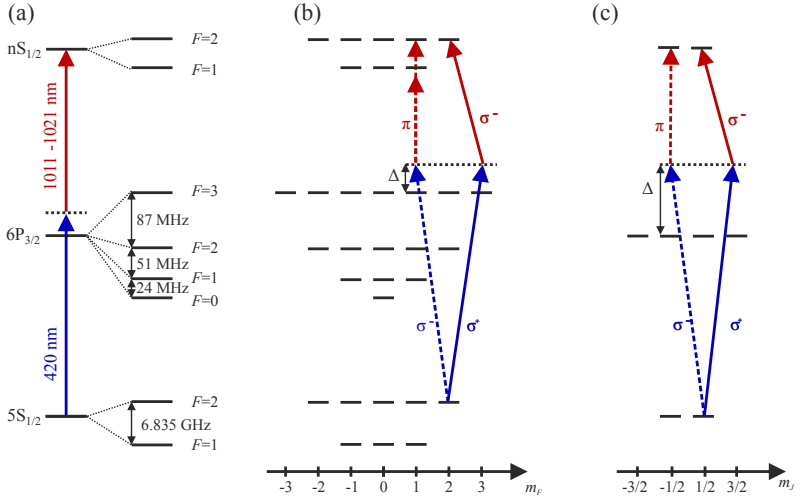 (a)
nS1/2
F=2
F=1
1011 -1021 nm
6P3/2
F=3
87 MHz
F=2
51 MHz
F=1
24 MHz
F=0
420 nm
5S1/2
F=2
6.835 GHz
F=1
(b)
π
σ⁻
Δ
σ⁻
σ⁺
-3 -2 -1 0 1 2 3 mF
(c)
π
σ⁻
Δ
σ⁻
σ⁺
-3/2 -1/2 1/2 3/2 mJ